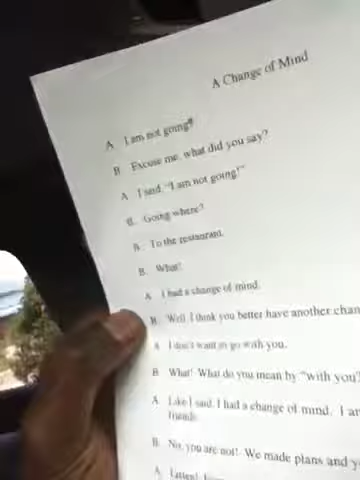 A Change of Mind
A I am not going!
B Excuse me, what did you say?
A I said, "I am not going!"
B. Going where?
A. To the restaurant.
B. What!
A I had a change of mind.
B. Well, I think you better have another chan
A I don't want to go with you.
B What! What do you mean by "with you?
A Like I said, I had a change of mind. I ar
friends.
B. No, you are not! We made plans and y
A Listen!